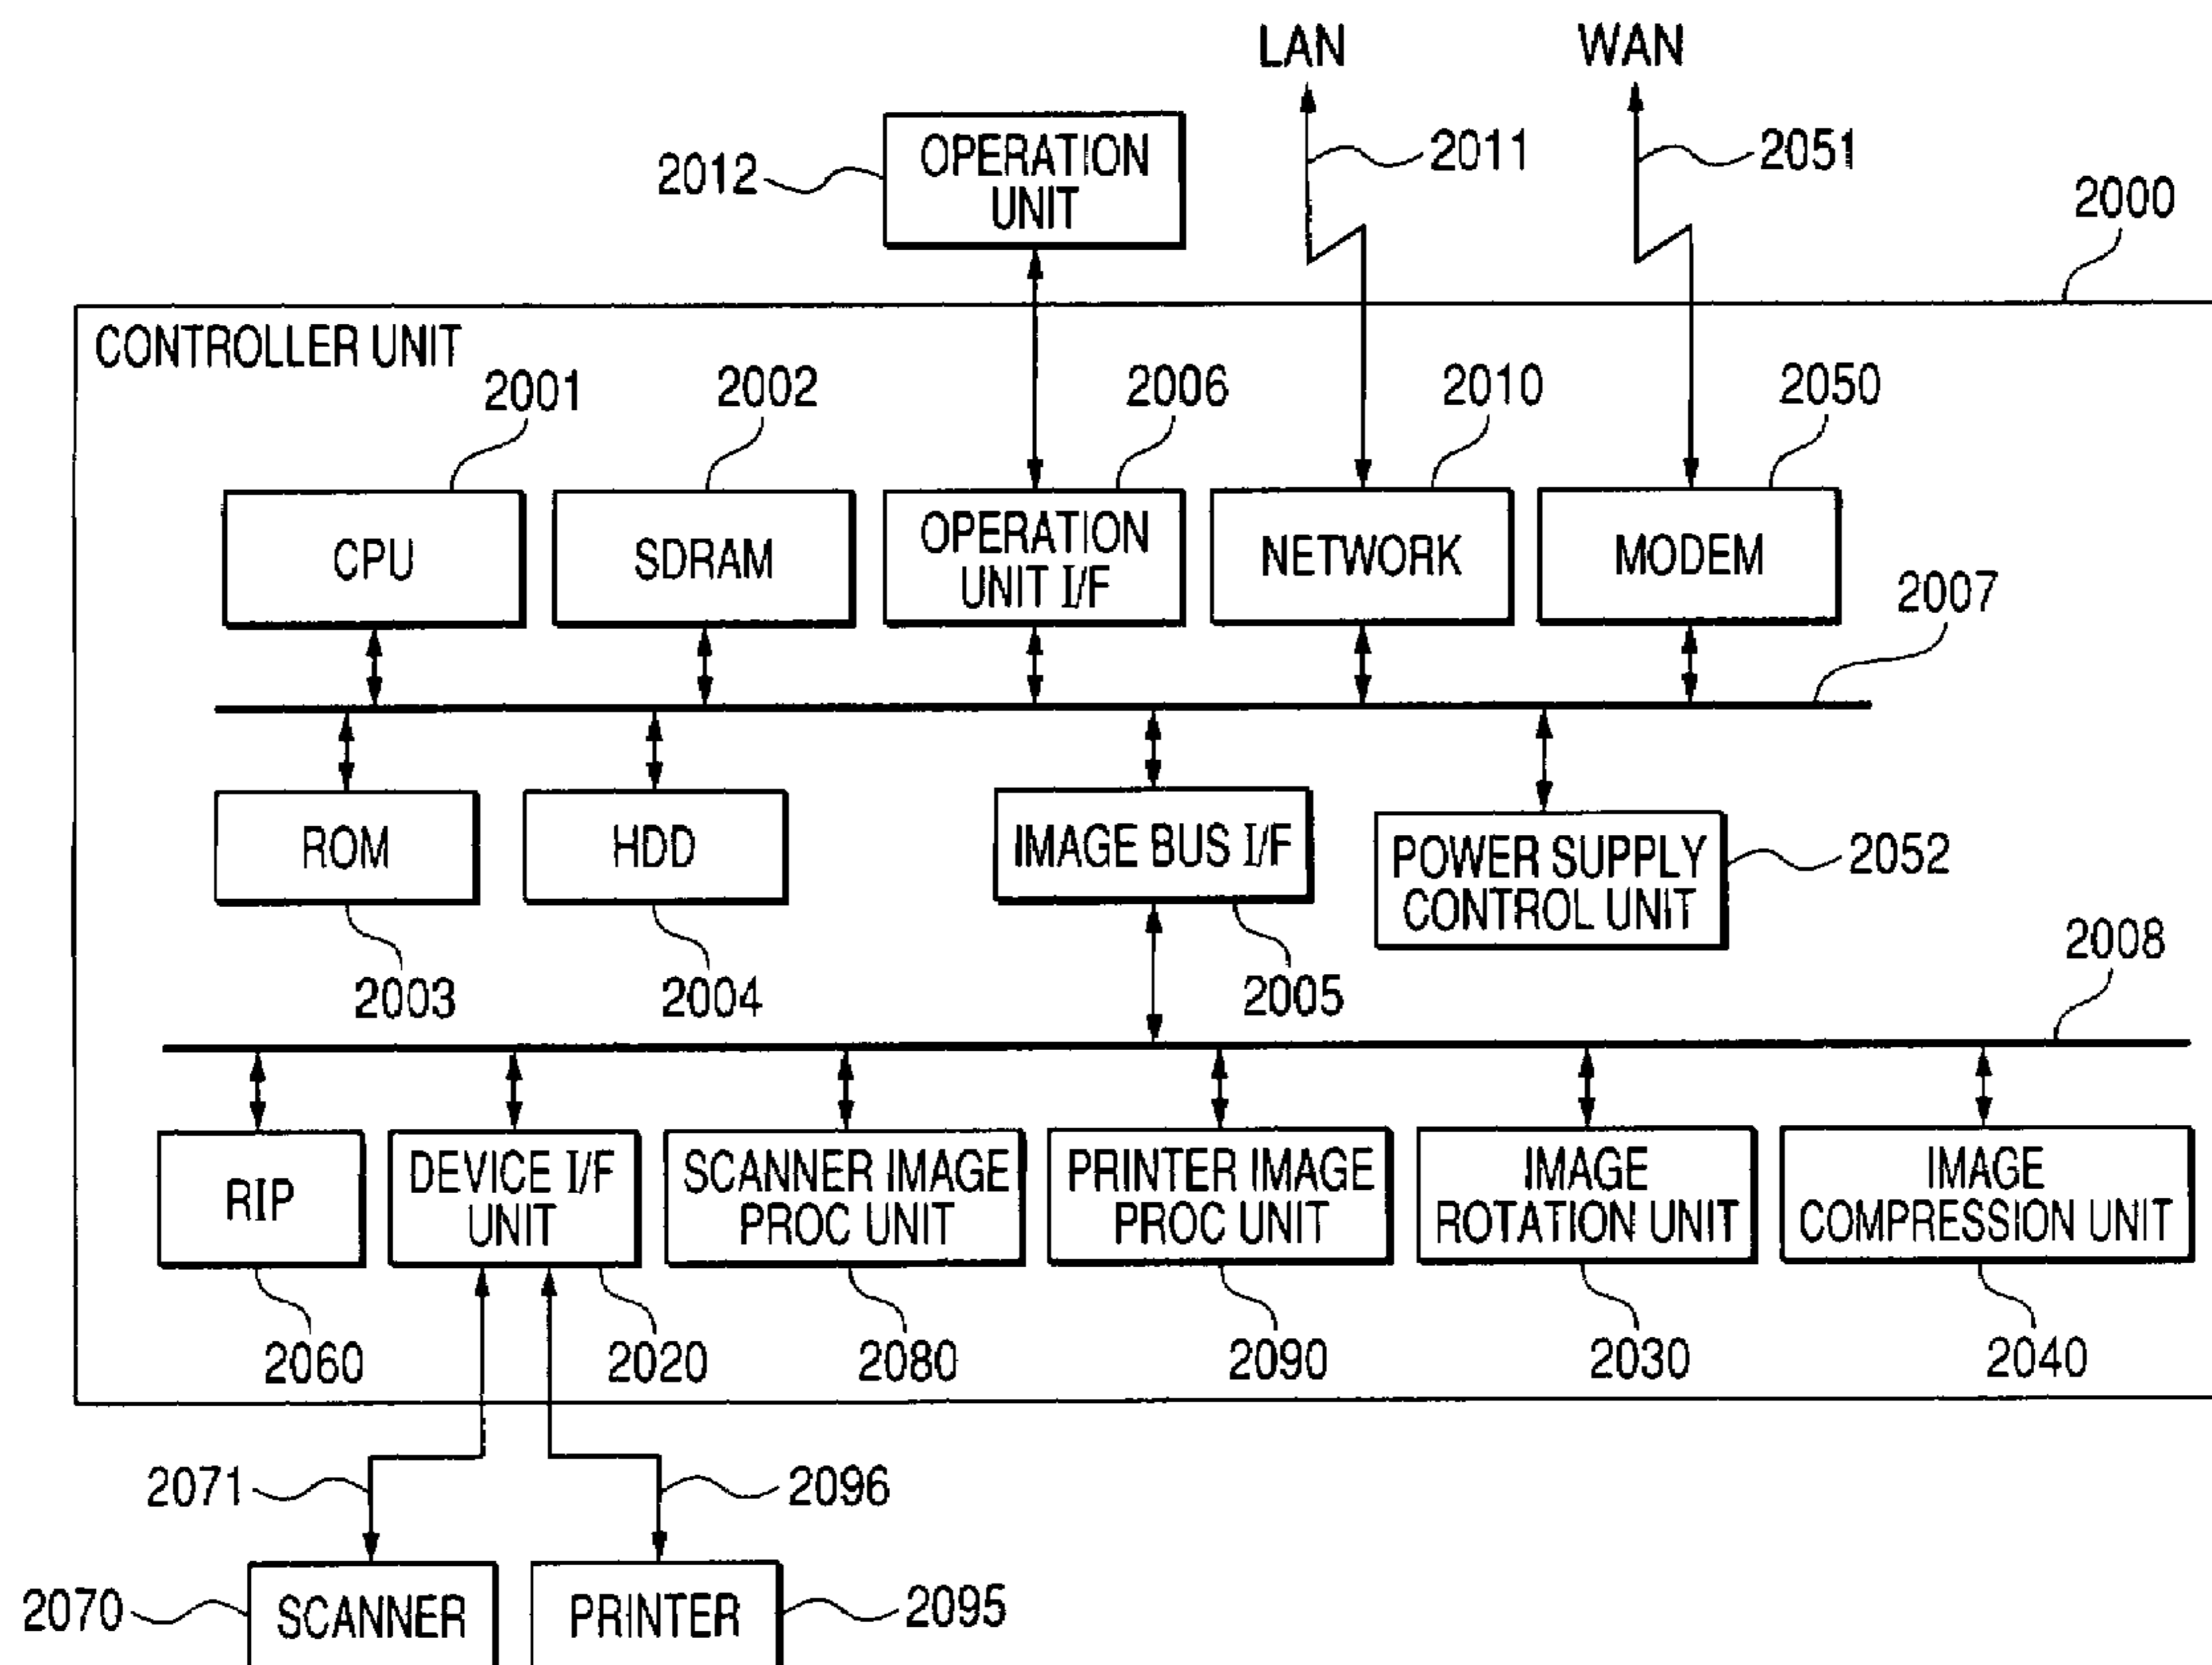 LAN
WAN
OPERATION
UNIT
2012
2011
2051
2000
CONTROLLER UNIT
2001
2002
2006
2010
2050
CPU
SDRAM
OPERATION
UNIT I/F
NETWORK
MODEM
2007
ROM
HDD
IMAGE BUS I/F
POWER SUPPLY
CONTROL UNIT
2052
2003
2004
2005
2008
RIP
DEVICE I/F
UNIT
SCANNER IMAGE
PROC UNIT
PRINTER IMAGE
PROC UNIT
IMAGE
ROTATION UNIT
IMAGE
COMPRESSION UNIT
2060
2020
2080
2090
2030
2040
2071
2096
2070
SCANNER
PRINTER
2095